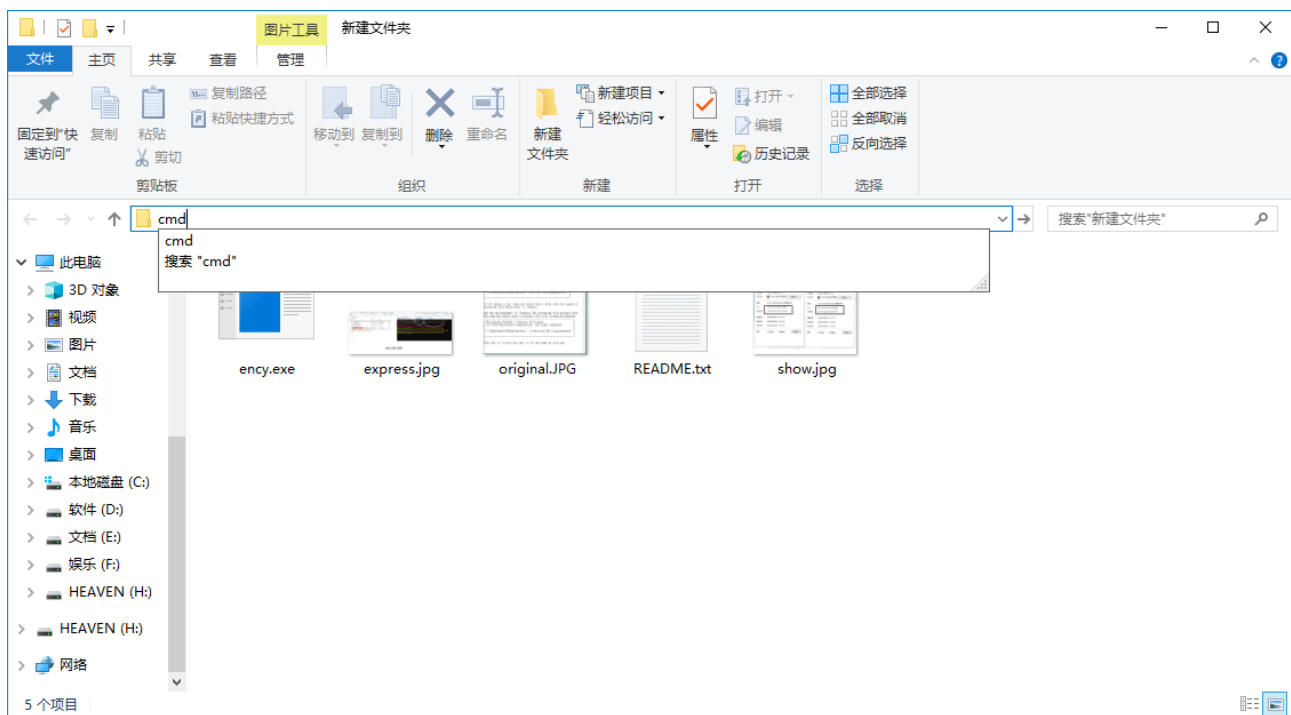 图片工具 新建文件夹
文件 主页 共享 查看 管理
固定到"快速访问"
复制
粘贴
复制路径
粘贴快捷方式
剪切
剪贴板
移动到 复制到 删除 重命名
组织
新建文件夹
新建项目
轻松访问
新建
属性
打开
编辑
历史记录
打开
全部选择
全部取消
反向选择
选择
cmd
搜索"新建文件夹"
cmd
搜索 "cmd"
此电脑
3D 对象
视频
图片
文档
下载
音乐
桌面
本地磁盘 (C:)
软件 (D:)
文档 (E:)
娱乐 (F:)
HEAVEN (H:)
HEAVEN (H:)
网络
ency.exe express.jpg original.JPG README.txt show.jpg
5 个项目